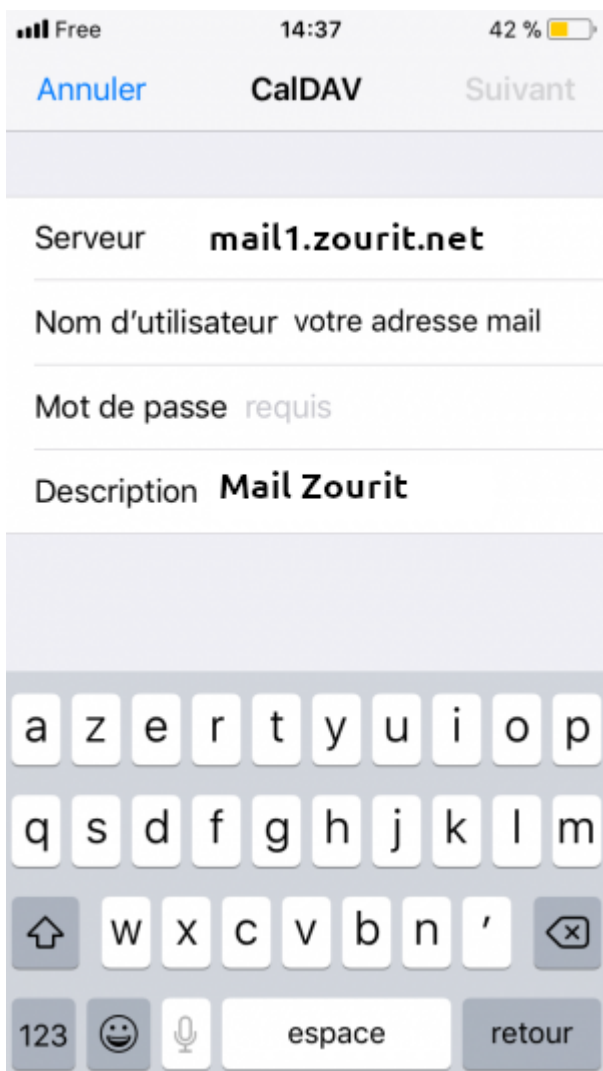 Free 14:37 42 %
Annuler CalDAV Suivant
Serveur mail1.zourit.net
Nom d’utilisateur votre adresse mail
Mot de passe requis
Description Mail Zourit
a z e r t y u i o p
q s d f g h j k l m
w x c v b n ’
123 espace retour